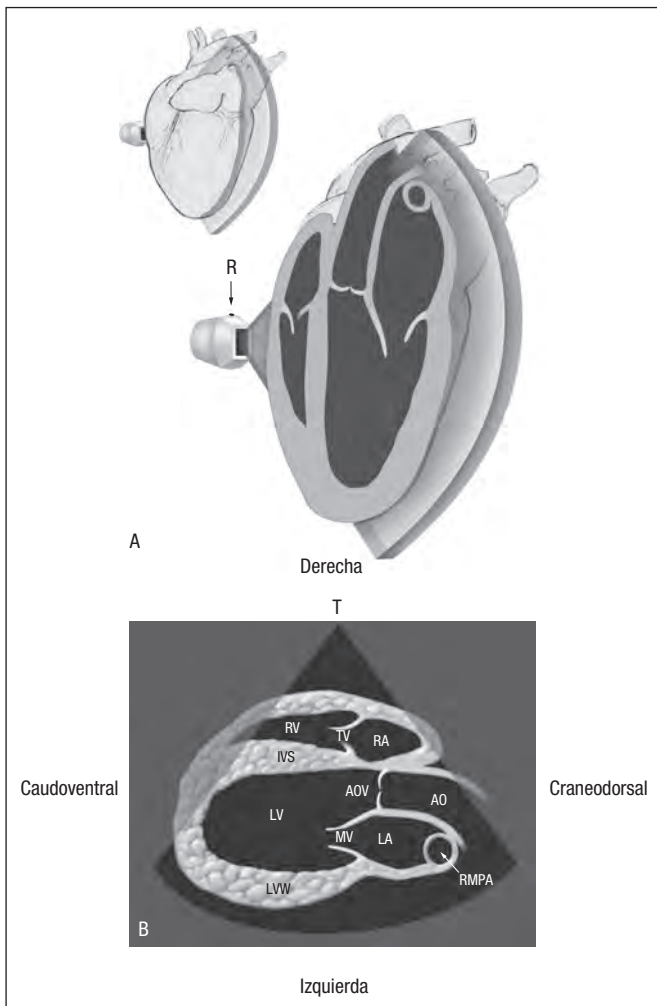 R
A
Derecha
T
RV
TV
RA
IVS
AOV
AO
Caudoventral
Craneodorsal
LV
MV
LA
RMPA
LVW
B
Izquierda